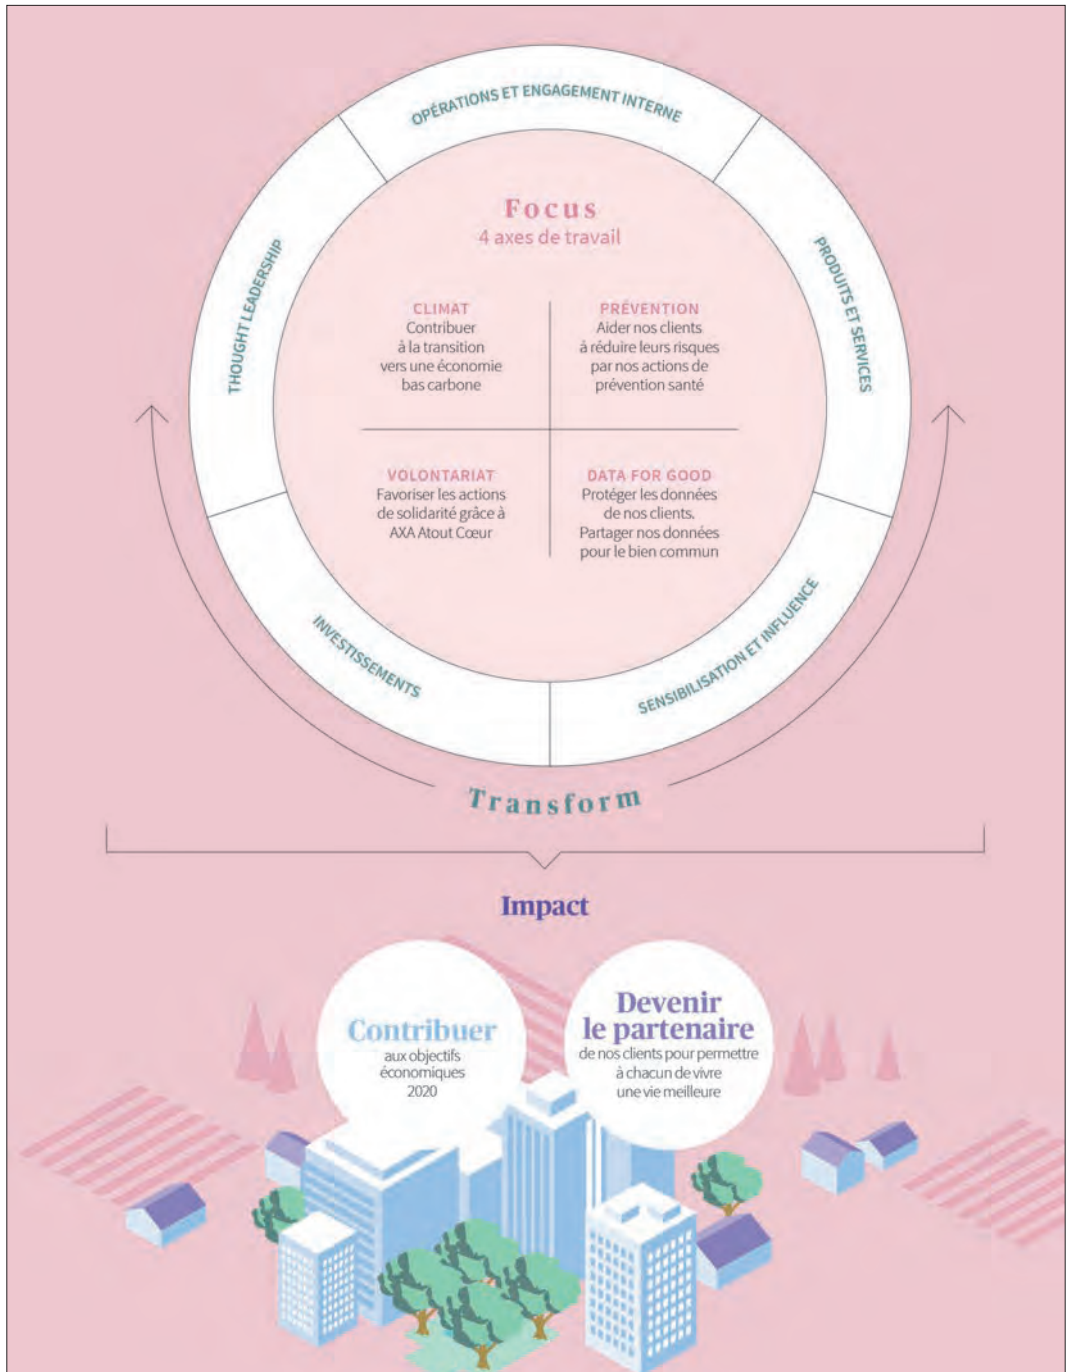 OPÉRATIONS ET ENGAGEMENT INTERNE
THOUGHT LEADERSHIP
PRODUITS ET SERVICES
Focus
4 axes de travail
CLIMAT
Contribuer
à la transition
vers une économie
bas carbone
PRÉVENTION
Aider nos clients
à réduire leurs risques
par nos actions de
prévention santé
VOLONTARIAT
Favoriser les actions
de solidarité grâce à
AXA Atout Cœur
DATA FOR GOOD
Protéger les données
de nos clients.
Partager nos données
pour le bien commun
INVESTISSEMENTS
SENSIBILISATION ET INFLUENCE
Transform
Impact
Contribuer
aux objectifs
économiques
2020
Devenir
le partenaire
de nos clients pour permettre
à chacun de vivre
une vie meilleure